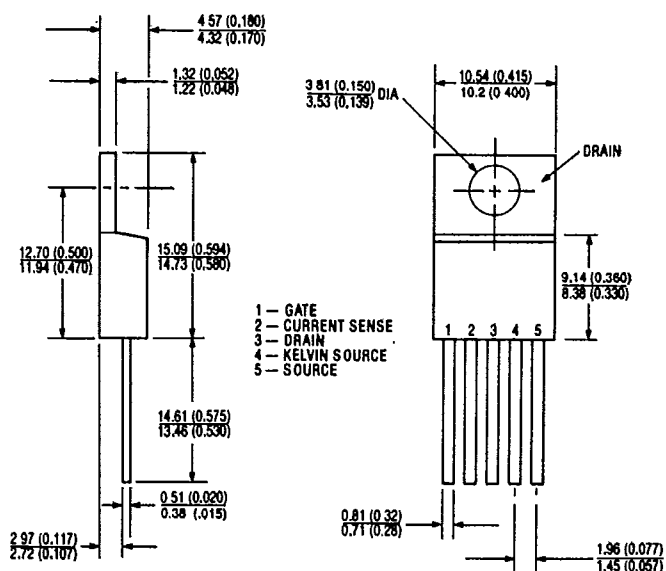 4.57 (0.180)
4.32 (0.170)
1.32 (0.052)
1.22 (0.048)
3.81 (0.150)
3.53 (0.139) DIA
10.54 (0.415)
10.2 (0 400)
DRAIN
12.70 (0.500)
11.94 (0.470)
15.09 (0.594)
14.73 (0.580)
9.14 (0.360)
8.38 (0.330)
1 — GATE
2 — CURRENT SENSE
3 — DRAIN
4 — KELVIN SOURCE
5 — SOURCE
1 2 3 4 5
14.61 (0.575)
13.46 (0.530)
0.51 (0.020)
0.38 (.015)
0.81 (0 32)
0.71 (0.28)
2 97 (0.117)
2.72 (0.107)
1.96 (0.077)
1.45 (0.057)